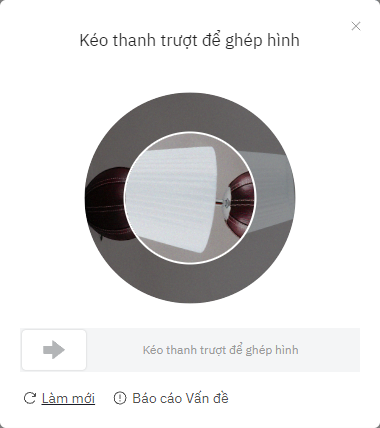 Kéo thanh trượt để ghép hình
Kéo thanh trượt để ghép hình
Làm mới
Báo cáo Vấn đề